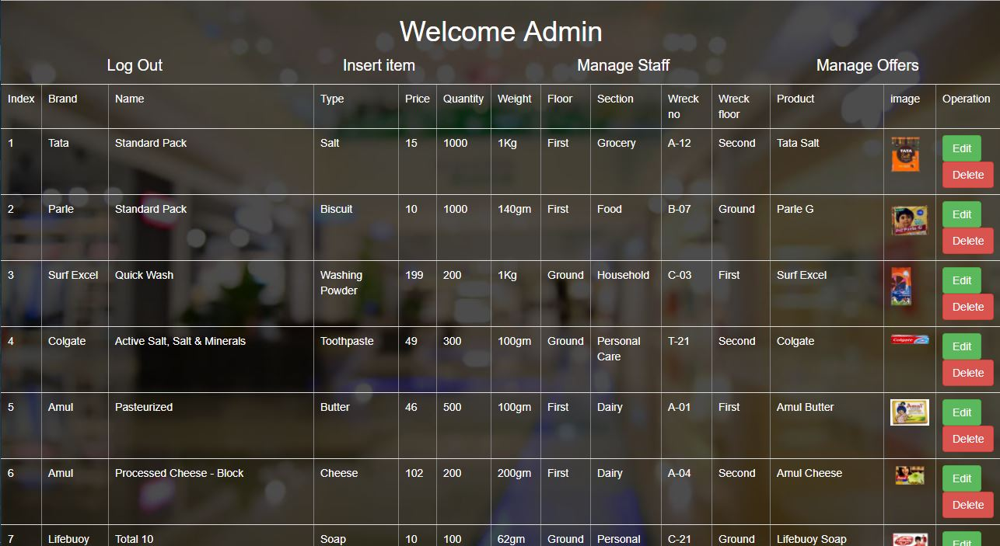 Welcome Admin
Log Out Insert item Manage Staff Manage Offers
Index Brand Name Type Price Quantity Weight Floor Section Wreck no Wreck floor Product image Operation
1 Tata Standard Pack Salt 15 1000 1Kg First Grocery A-12 Second Tata Salt TATA Edit
Delete
2 Parle Standard Pack Biscuit 10 1000 140gm First Food B-07 Ground Parle G Parle G Edit
Delete
3 Surf Excel Quick Wash Washing Powder 199 200 1Kg Ground Household C-03 First Surf Excel Edit
Delete
4 Colgate Active Salt, Salt & Minerals Toothpaste 49 300 100gm Ground Personal Care T-21 Second Colgate Colgate Edit
Delete
5 Amul Pasteurized Butter 46 500 100gm First Dairy A-01 First Amul Butter Amul Edit
Delete
6 Amul Processed Cheese - Block Cheese 102 200 200gm First Dairy A-04 Second Amul Cheese Edit
Delete
7 Lifebuoy Total 10 Soap 10 100 62gm Ground Personal C-21 Ground Lifebuoy Soap Edit